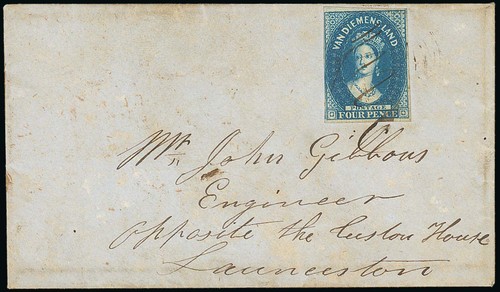 VAN DIEMENS LAND
POSTAGE
FOUR PENCE
Mr. John Gibbons
Engineer
opposite the Custom House
Launceston